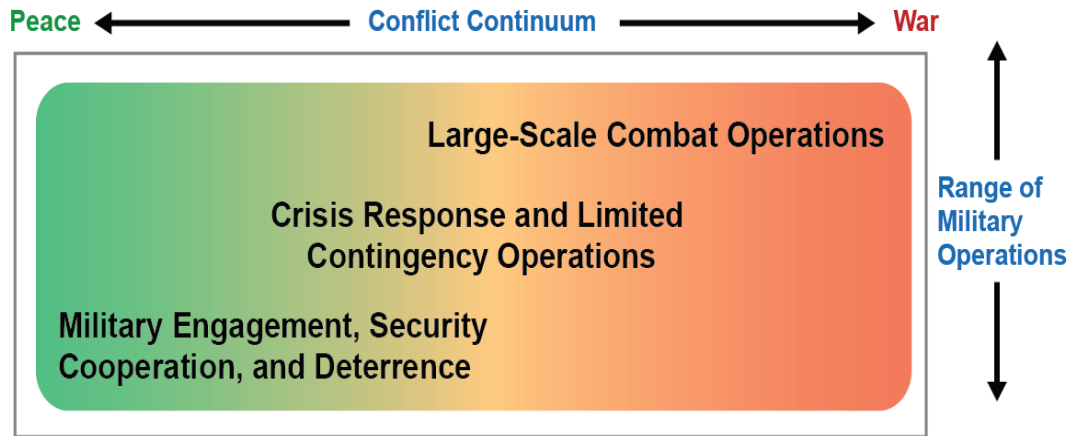 Peace
Conflict Continuum
War
Large-Scale Combat Operations
Crisis Response and Limited
Contingency Operations
Military Engagement, Security
Cooperation, and Deterrence
Range of
Military
Operations